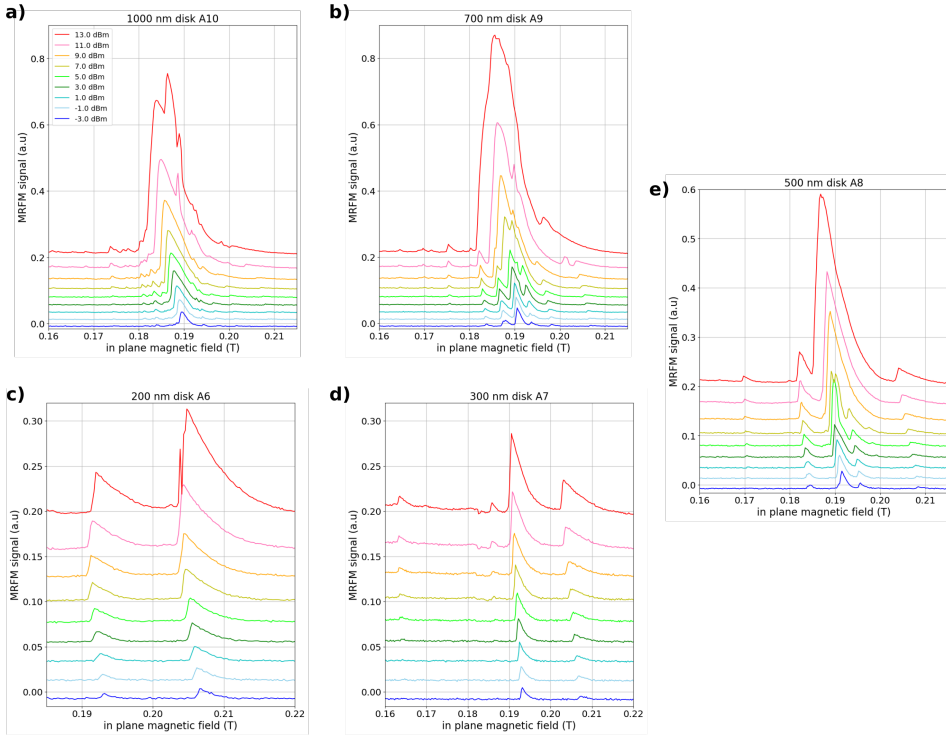 a)
1000 nm disk A10
MRFM signal (a.u)
0.8
0.6
0.4
0.2
0.0
13.0 dBm
11.0 dBm
9.0 dBm
7.0 dBm
5.0 dBm
3.0 dBm
1.0 dBm
-1.0 dBm
-3.0 dBm
0.16 0.17 0.18 0.19 0.20 0.21
in plane magnetic field (T)
b)
700 nm disk A9
MRFM signal (a.u)
0.8
0.6
0.4
0.2
0.0
0.16 0.17 0.18 0.19 0.20 0.21
in plane magnetic field (T)
c)
200 nm disk A6
MRFM signal (a.u)
0.30
0.25
0.20
0.15
0.10
0.05
0.00
0.19 0.20 0.21 0.22
in plane magnetic field (T)
d)
300 nm disk A7
MRFM signal (a.u)
0.30
0.25
0.20
0.15
0.10
0.05
0.00
0.16 0.17 0.18 0.19 0.20 0.21 0.22
in plane magnetic field (T)
e)
500 nm disk A8
MRFM signal (a.u)
0.6
0.5
0.4
0.3
0.2
0.1
0.0
0.16 0.17 0.18 0.19 0.20 0.21
in plane magnetic field (T)